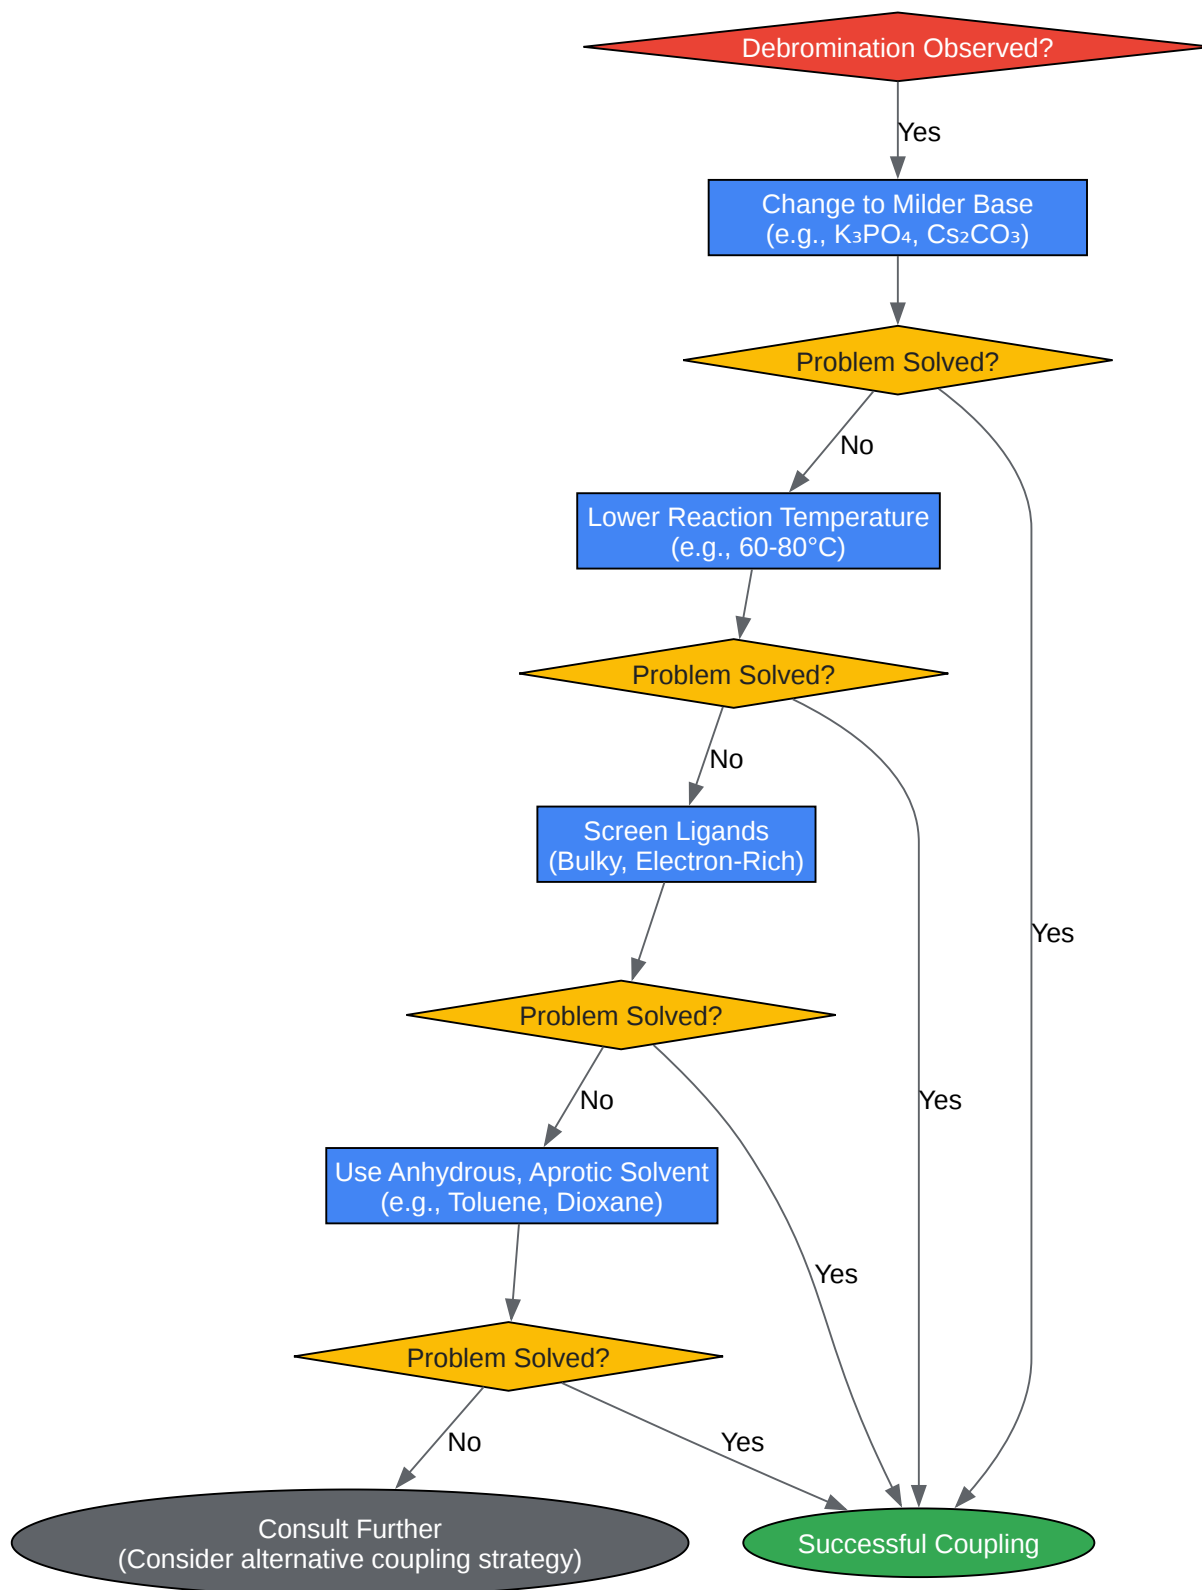 Debromination Observed?
Yes
Change to Milder Base
(e.g., K₃PO₄, Cs₂CO₃)
Problem Solved?
No
Lower Reaction Temperature
(e.g., 60-80°C)
Problem Solved?
No
Screen Ligands
(Bulky, Electron-Rich)
Yes
Problem Solved?
No
Yes
Use Anhydrous, Aprotic Solvent
(e.g., Toluene, Dioxane)
Yes
Problem Solved?
No
Yes
Consult Further
(Consider alternative coupling strategy)
Successful Coupling